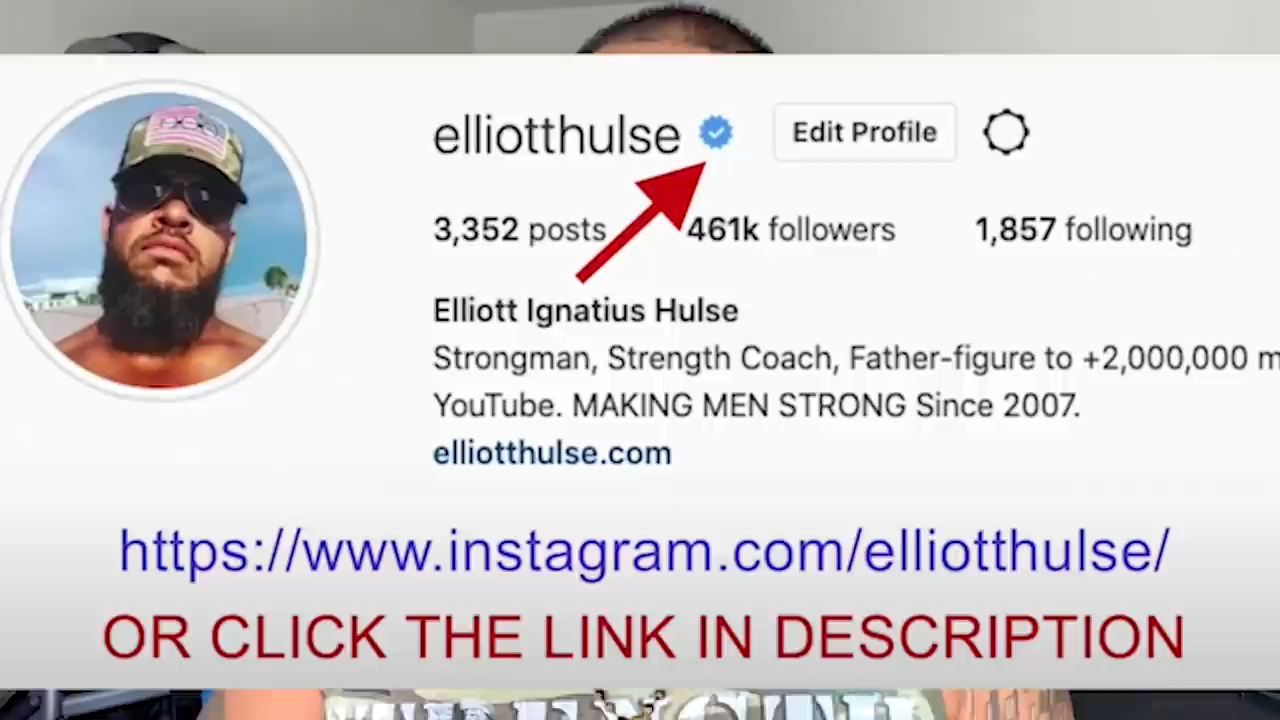 elliotthulse Edit Profile
3,352 posts 461k followers 1,857 following
Elliott Ignatius Hulse
Strongman, Strength Coach, Father-figure to +2,000,000 m
YouTube. MAKING MEN STRONG Since 2007.
elliotthulse.com
https://www.instagram.com/elliotthulse/
OR CLICK THE LINK IN DESCRIPTION